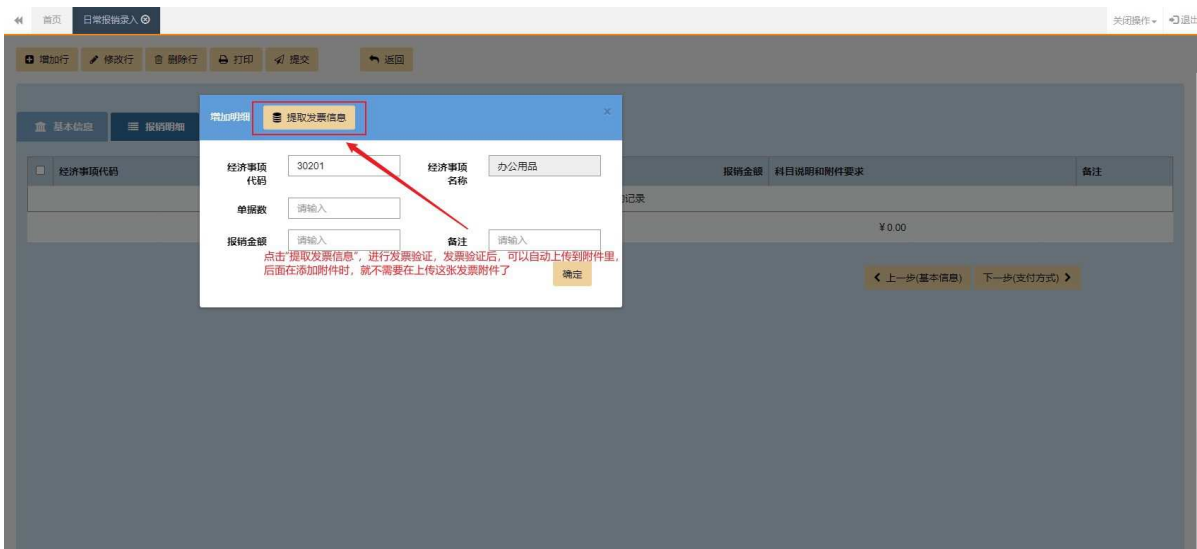 首页 日常报销录入 关闭操作 退出
增加行 修改行 删除行 打印 提交 返回
增加明细 提取发票信息 ×
基本信息 报销明细
经济事项代码 报销金额 科目说明和附件要求 备注
经济事项代码 30201 经济事项名称 办公用品
记录
单据数 请输入
¥0.00
报销金额 请输入 备注 请输入
点击“提取发票信息”，进行发票验证，发票验证后，可以自动上传到附件里，
后面在添加附件时，就不需要在上传这张发票附件了
确定
上一步(基本信息) 下一步(支付方式)